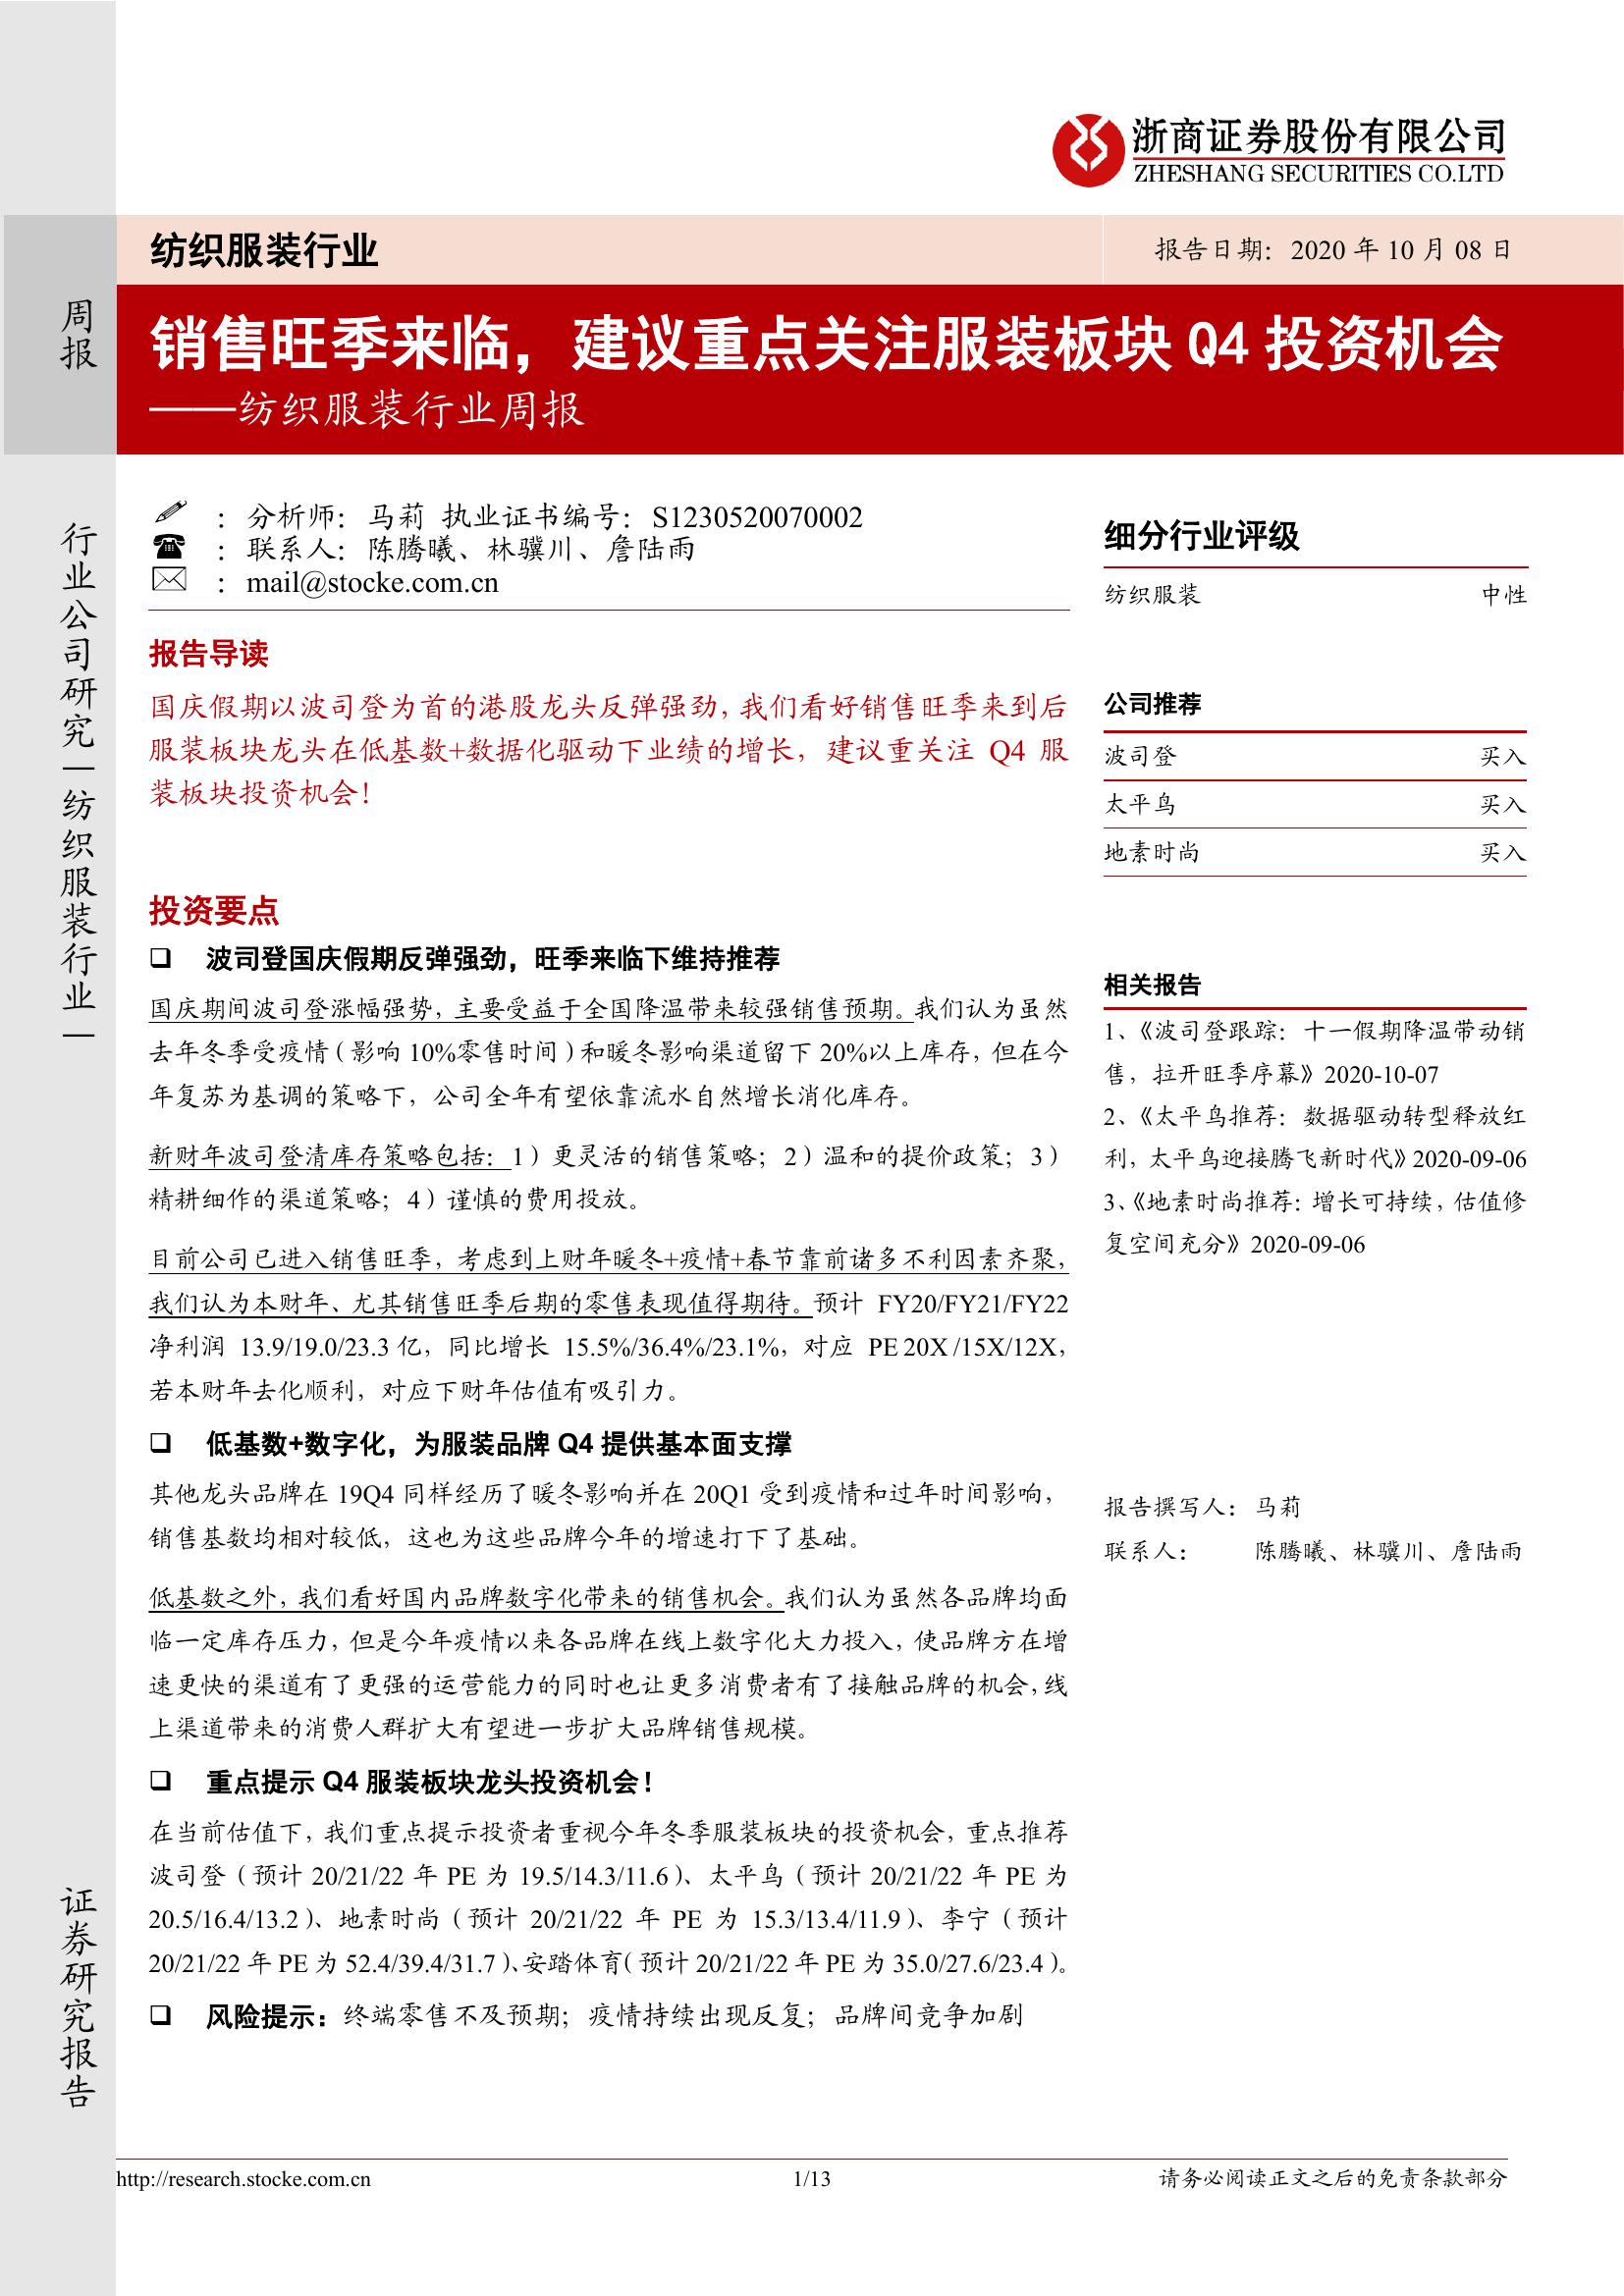 浙商证券股份有限公司
ZHESHANG SECURITIES CO.LTD
纺织服装行业
报告日期：2020 年 10 月 08 日
周报
销售旺季来临，建议重点关注服装板块 Q4 投资机会
——纺织服装行业周报
行业公司研究｜纺织服装行业｜
证券研究报告
：分析师：马莉 执业证书编号：S1230520070002
：联系人：陈腾曦、林骥川、詹陆雨
：mail@stocke.com.cn
报告导读
国庆假期以波司登为首的港股龙头反弹强劲，我们看好销售旺季来到后
服装板块龙头在低基数+数据化驱动下业绩的增长，建议重关注 Q4 服
装板块投资机会！
投资要点
❑ 波司登国庆假期反弹强劲，旺季来临下维持推荐
国庆期间波司登涨幅强势，主要受益于全国降温带来较强销售预期。我们认为虽然
去年冬季受疫情（影响 10%零售时间）和暖冬影响渠道留下 20%以上库存，但在今
年复苏为基调的策略下，公司全年有望依靠流水自然增长消化库存。
新财年波司登清库存策略包括：1）更灵活的销售策略；2）温和的提价政策；3）
精耕细作的渠道策略；4）谨慎的费用投放。
目前公司已进入销售旺季，考虑到上财年暖冬+疫情+春节靠前诸多不利因素齐聚，
我们认为本财年、尤其销售旺季后期的零售表现值得期待。预计 FY20/FY21/FY22
净利润 13.9/19.0/23.3 亿，同比增长 15.5%/36.4%/23.1%，对应 PE 20X /15X/12X，
若本财年去化顺利，对应下财年估值有吸引力。
❑ 低基数+数字化，为服装品牌 Q4 提供基本面支撑
其他龙头品牌在 19Q4 同样经历了暖冬影响并在 20Q1 受到疫情和过年时间影响，
销售基数均相对较低，这也为这些品牌今年的增速打下了基础。
低基数之外，我们看好国内品牌数字化带来的销售机会。我们认为虽然各品牌均面
临一定库存压力，但是今年疫情以来各品牌在线上数字化大力投入，使品牌方在增
速更快的渠道有了更强的运营能力的同时也让更多消费者有了接触品牌的机会，线
上渠道带来的消费人群扩大有望进一步扩大品牌销售规模。
❑ 重点提示 Q4 服装板块龙头投资机会！
在当前估值下，我们重点提示投资者重视今年冬季服装板块的投资机会，重点推荐
波司登（预计 20/21/22 年 PE 为 19.5/14.3/11.6）、太平鸟（预计 20/21/22 年 PE 为
20.5/16.4/13.2）、地素时尚（预计 20/21/22 年 PE 为 15.3/13.4/11.9）、李宁（预计
20/21/22 年 PE 为 52.4/39.4/31.7）、安踏体育（预计 20/21/22 年 PE 为 35.0/27.6/23.4）。
❑ 风险提示：终端零售不及预期；疫情持续出现反复；品牌间竞争加剧
细分行业评级
纺织服装 中性
公司推荐
波司登 买入
太平鸟 买入
地素时尚 买入
相关报告
1、《波司登跟踪：十一假期降温带动销
售，拉开旺季序幕》2020-10-07
2、《太平鸟推荐：数据驱动转型释放红
利，太平鸟迎接腾飞新时代》2020-09-06
3、《地素时尚推荐：增长可持续，估值修
复空间充分》2020-09-06
报告撰写人：马莉
联系人： 陈腾曦、林骥川、詹陆雨
http://research.stocke.com.cn
1/13
请务必阅读正文之后的免责条款部分